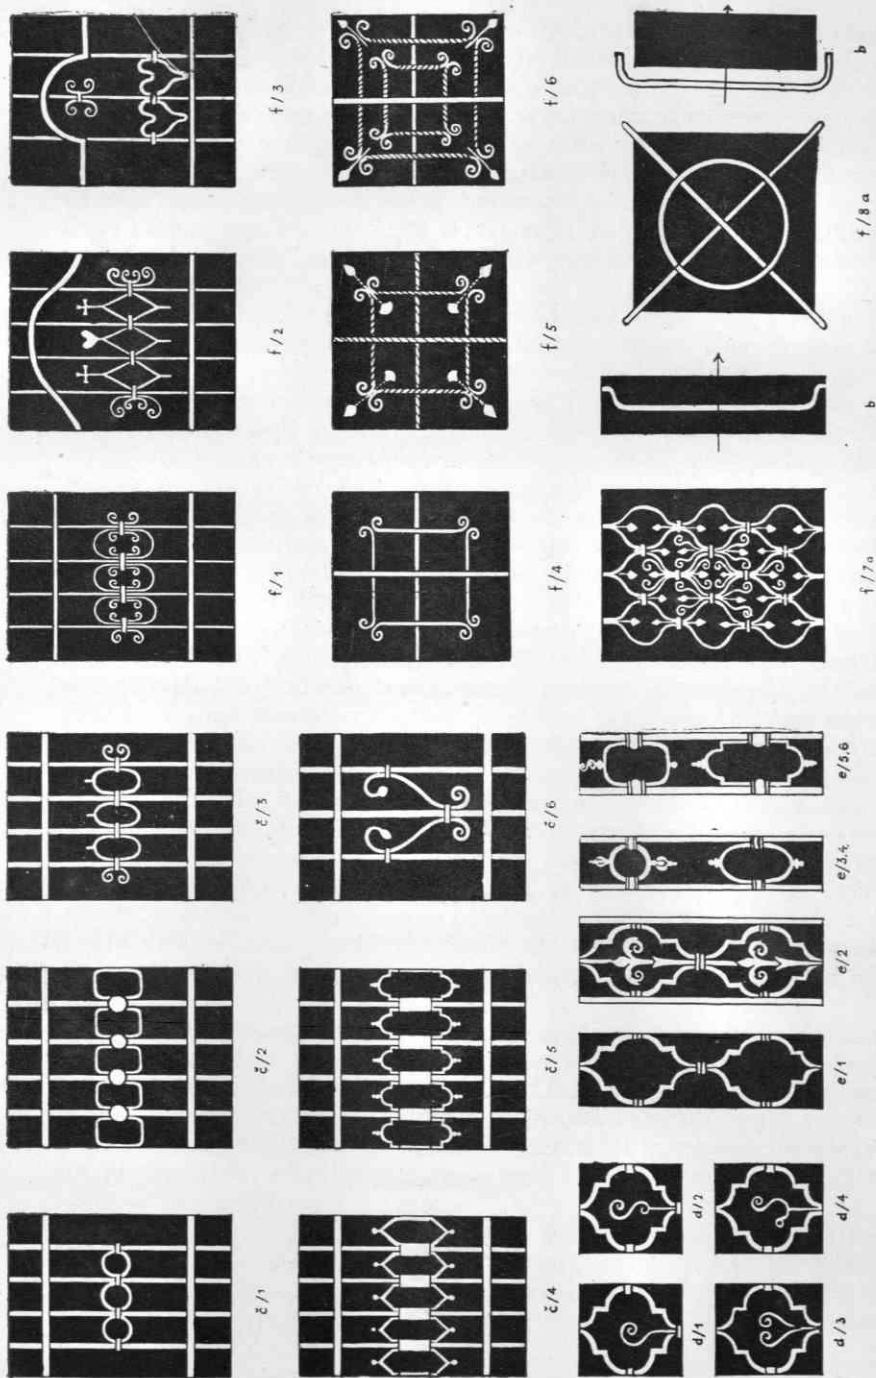 č/1 č/2 č/3 f/1 f/2 f/3
č/4 č/5 č/6 f/4 f/5 f/6
d/1 d/2
d/3 d/4 e/1 e/2 e/3.4. e/5.6 f/7a b f/8a b